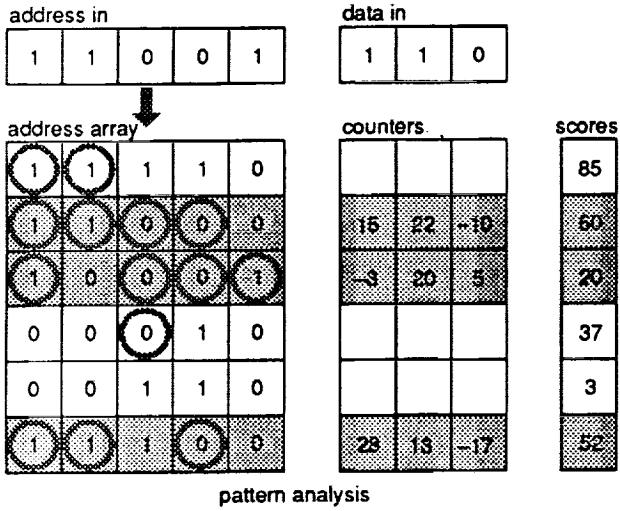 address in data in
1 1 0 0 1 1 1 0
address array counters scores
1 1 1 1 0 85
1 1 0 0 0 15 22 -10 60
1 0 0 0 1 -3 20 5 20
0 0 0 1 0 37
0 0 1 1 0 3
1 1 1 0 0 13 -17 52
pattern analysis